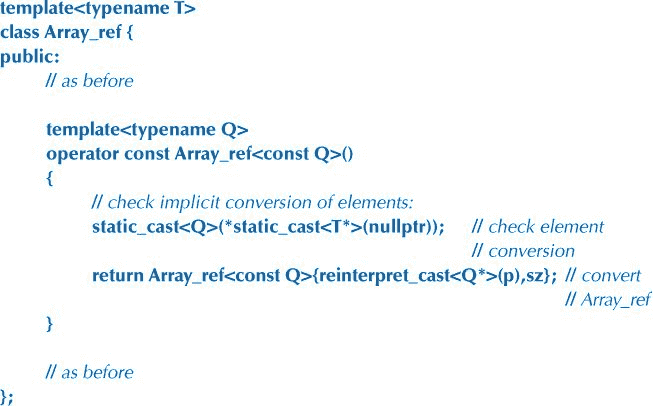 template<typename T>
class Array_ref {
public:
// as before
template<typename Q>
operator const Array_ref<const Q>()
{
// check implicit conversion of elements:
static_cast<Q>(*static_cast<T*>(nullptr)); // check element
// conversion
return Array_ref<const Q>{reinterpret_cast<Q*>(p),sz}; // convert
// Array_ref
}
// as before
};